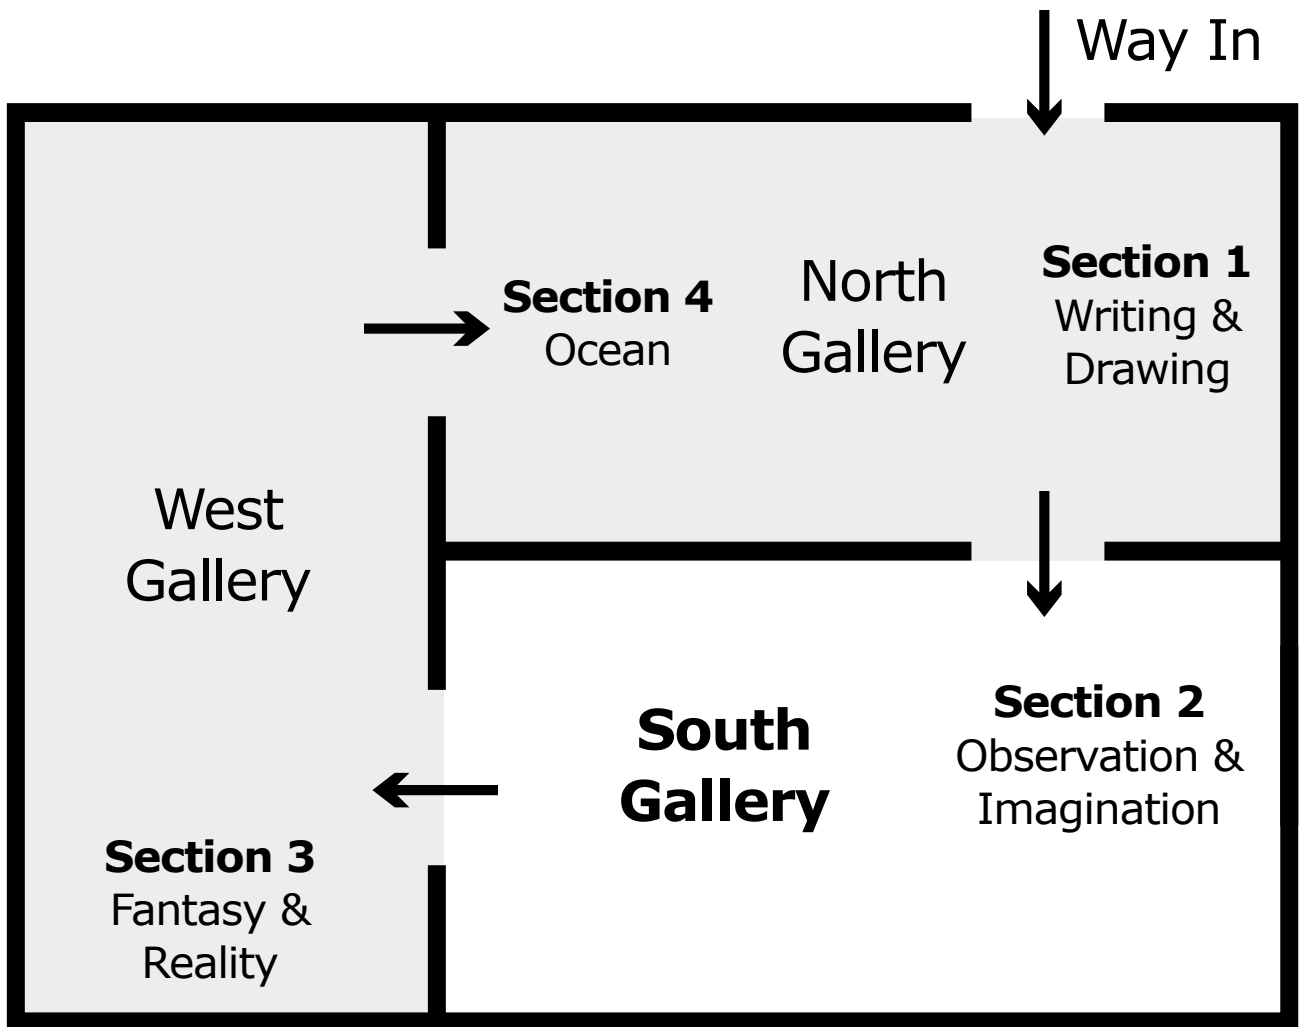 Way In
Section 1
Writing &
Drawing
North
Gallery
Section 4
Ocean
West
Gallery
South
Gallery
Section 2
Observation &
Imagination
Section 3
Fantasy &
Reality